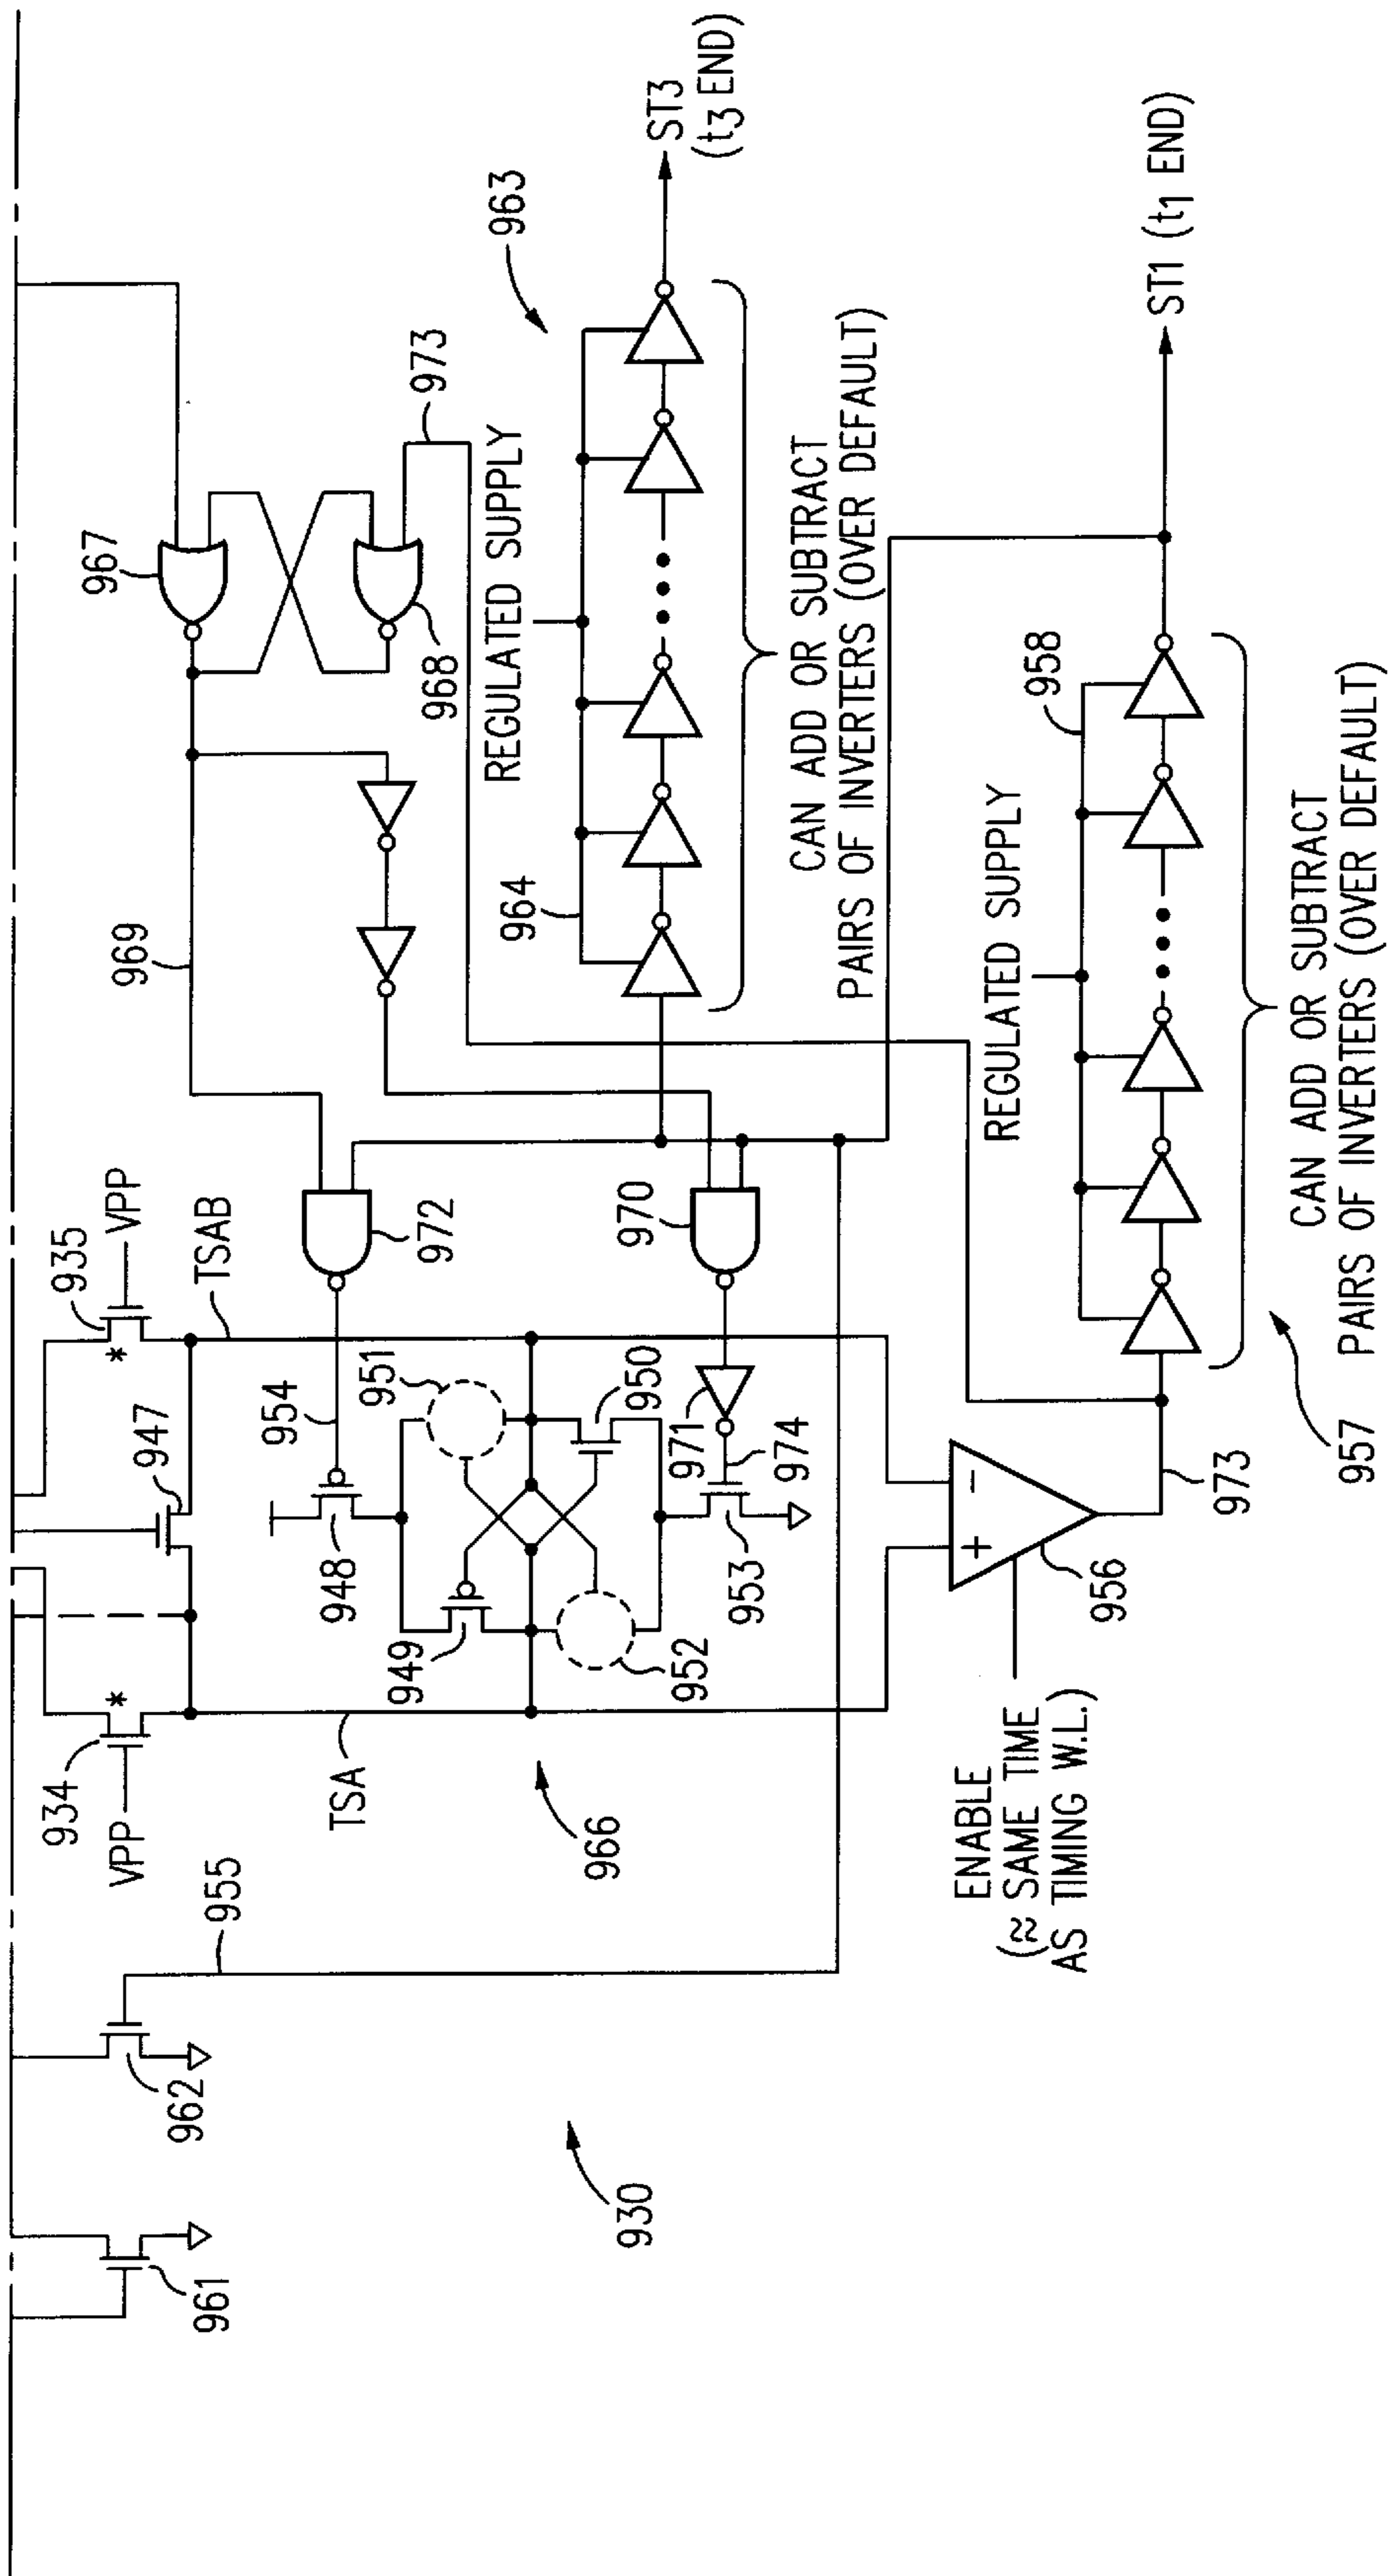 967
968
973
969
963
ST3
(t3 END)
REGULATED SUPPLY
964
CAN ADD OR SUBTRACT
PAIRS OF INVERTERS (OVER DEFAULT)
935
VPP
TSAB
972
970
947
954
951
950
971
974
948
949
952
953
934
VPP
*
*
TSA
966
955
962
961
930
+
-
956
973
ENABLE
(≈ SAME TIME
AS TIMING W.L.)
REGULATED SUPPLY
958
ST1 (t1 END)
957
CAN ADD OR SUBTRACT
PAIRS OF INVERTERS (OVER DEFAULT)